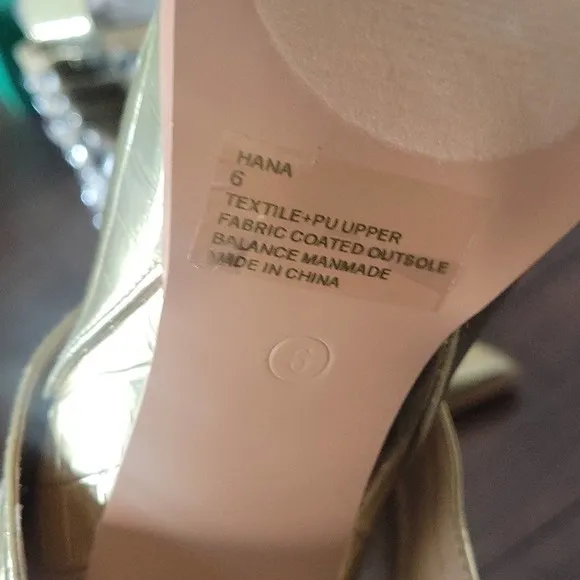 HANA
6
TEXTILE+PU UPPER
FABRIC COATED OUTSOLE
BALANCE MANMADE
MADE IN CHINA
6